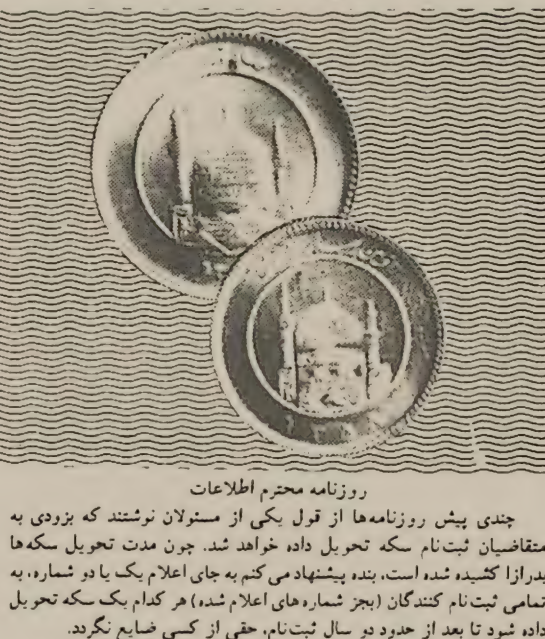 روزنامه محترم اطلاعات
چندی پیش روزنامه‌ها از قول یکی از مسئولان نوشتند که بزودی به
متقاضیان ثبت‌نام سکه تحویل داده خواهد شد. چون مدت تحویل سکه‌ها
بدرازا کشیده شده است، بنده پیشنهاد می‌کنم به جای اعلام یک یا دو شماره، به
تمامی ثبت‌نام کنندگان (بجز شماره‌های اعلام شده) هر کدام یک سکه تحویل
داده شود تا بعد از حدود دو سال ثبت‌نام، حقی از کسی ضایع نگردد.